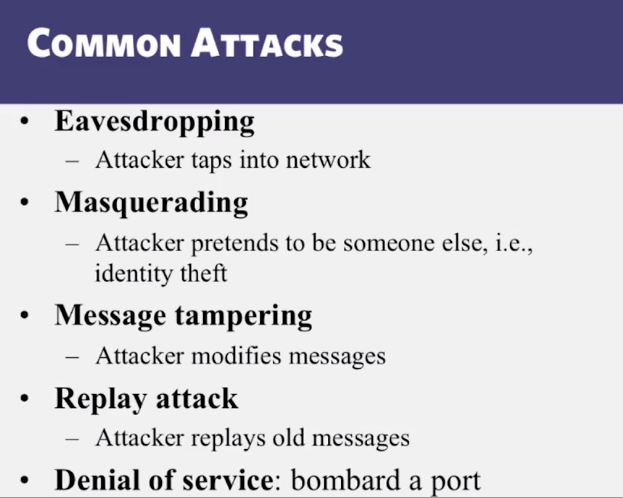 Common Attacks
• Eavesdropping
– Attacker taps into network
• Masquerading
– Attacker pretends to be someone else, i.e.,
identity theft
• Message tampering
– Attacker modifies messages
• Replay attack
– Attacker replays old messages
• Denial of service: bombard a port